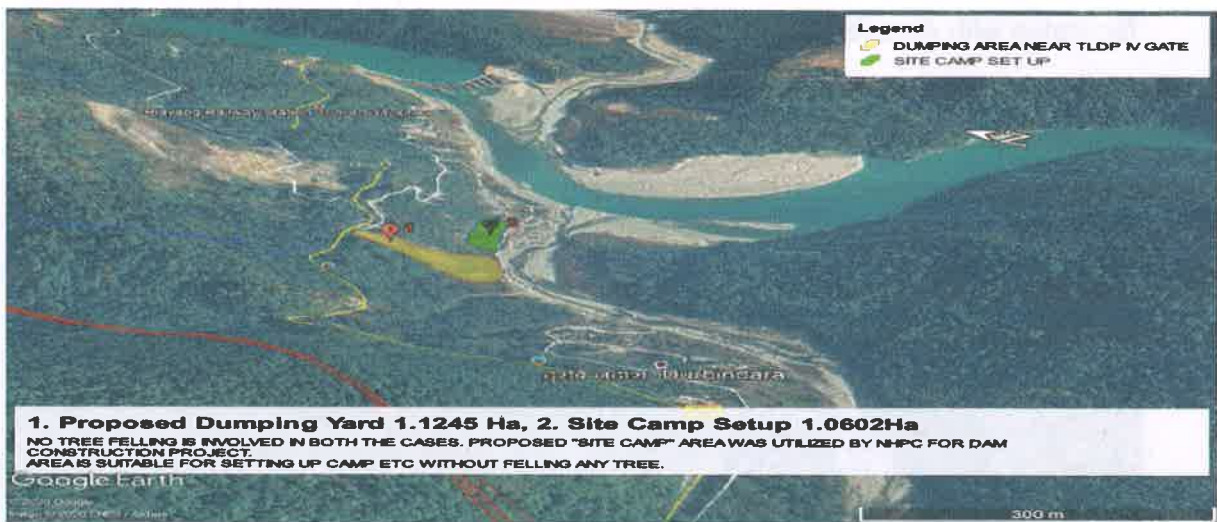 Legend
DUMPING AREA NEAR TLDP IV GATE
SITE CAMP SET UP
1
2
1. Proposed Dumping Yard 1.1245 Ha, 2. Site Camp Setup 1.0602Ha
NO TREE FELLING IS INVOLVED IN BOTH THE CASES. PROPOSED "SITE CAMP" AREA WAS UTILIZED BY NHPC FOR DAM
CONSTRUCTION PROJECT.
AREA IS SUITABLE FOR SETTING UP CAMP ETC WITHOUT FELLING ANY TREE.
Google Earth
300 m